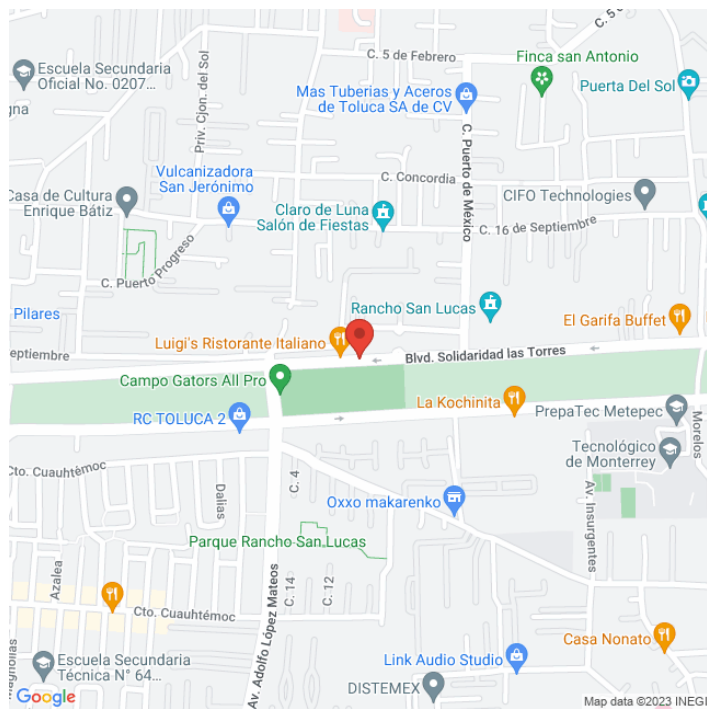 C. 5 de Febrero
C. 5
Escuela Secundaria
Oficial No. 0207...
Priv. Cjon. del Sol
Finca san Antonio
Puerta Del Sol
Mas Tuberias y Aceros
de Toluca SA de CV
gna
C. Puerto de México
Vulcanizadora
San Jerónimo
C. Concordia
CIFO Technologies
Casa de Cultura
Enrique Bátiz
Claro de Luna
Salón de Fiestas
C. 16 de Septiembre
C. Puerto Progreso
Pilares
Rancho San Lucas
El Garifa Buffet
Luigi's Ristorante Italiano
eptiembre
Blvd. Solidaridad las Torres
Campo Gators All Pro
La Kochinita
RC TOLUCA 2
PrepaTec Metepec
Morelos
Tecnológico
de Monterrey
Cto. Cuauhtémoc
C. 4
Dalias
Av. Insurgentes
Oxxo makarenko
Parque Rancho San Lucas
Azalea
C. 14
C. 12
Cto. Cuauhtémoc
Av. Adolfo López Mateos
Casa Nonato
Escuela Secundaria
Técnica N° 64...
Link Audio Studio
DISTEMEX
Google
Map data ©2023 INEGI